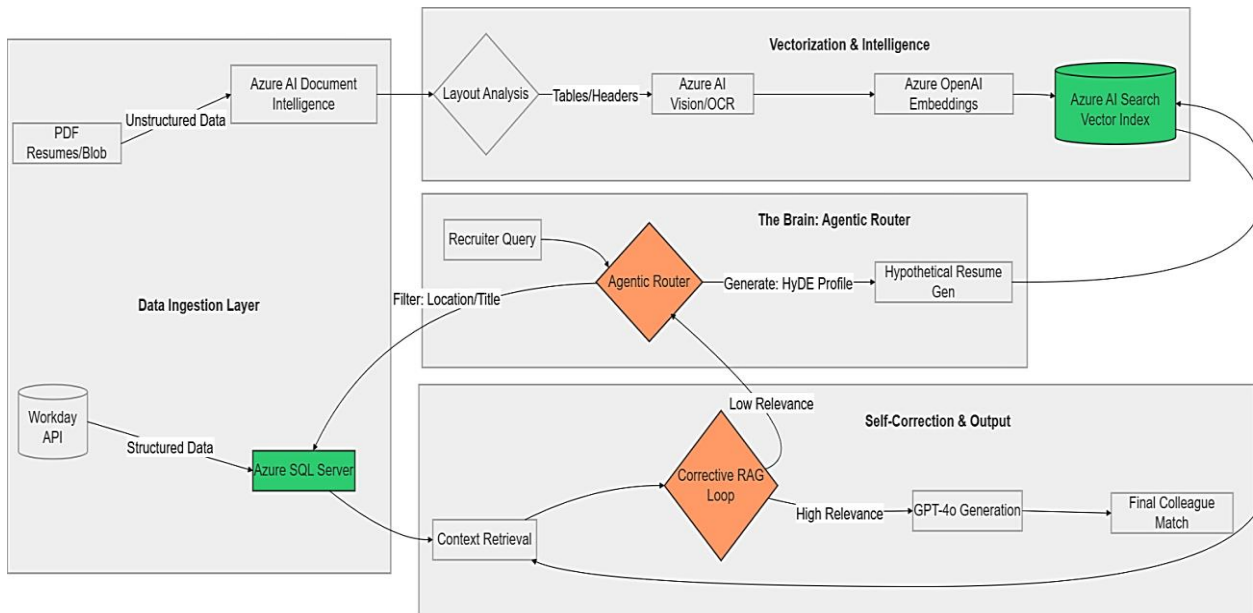 Vectorization & Intelligence
Azure AI Document
Intelligence
Layout Analysis
Tables/Headers
Azure AI
Vision/OCR
Azure OpenAI
Embeddings
Azure AI Search
Vector Index
Unstructured Data
PDF
Resumes/Blob
The Brain: Agentic Router
Recruiter Query
Agentic Router
Generate: HyDE Profile
Hypothetical Resume
Gen
Filter: Location/Title
Data Ingestion Layer
Workday
API
Structured Data
Azure SQL Server
Low Relevance
Self-Correction & Output
Corrective RAG
Loop
High Relevance
GPT-4o Generation
Final Colleague
Match
Context Retrieval